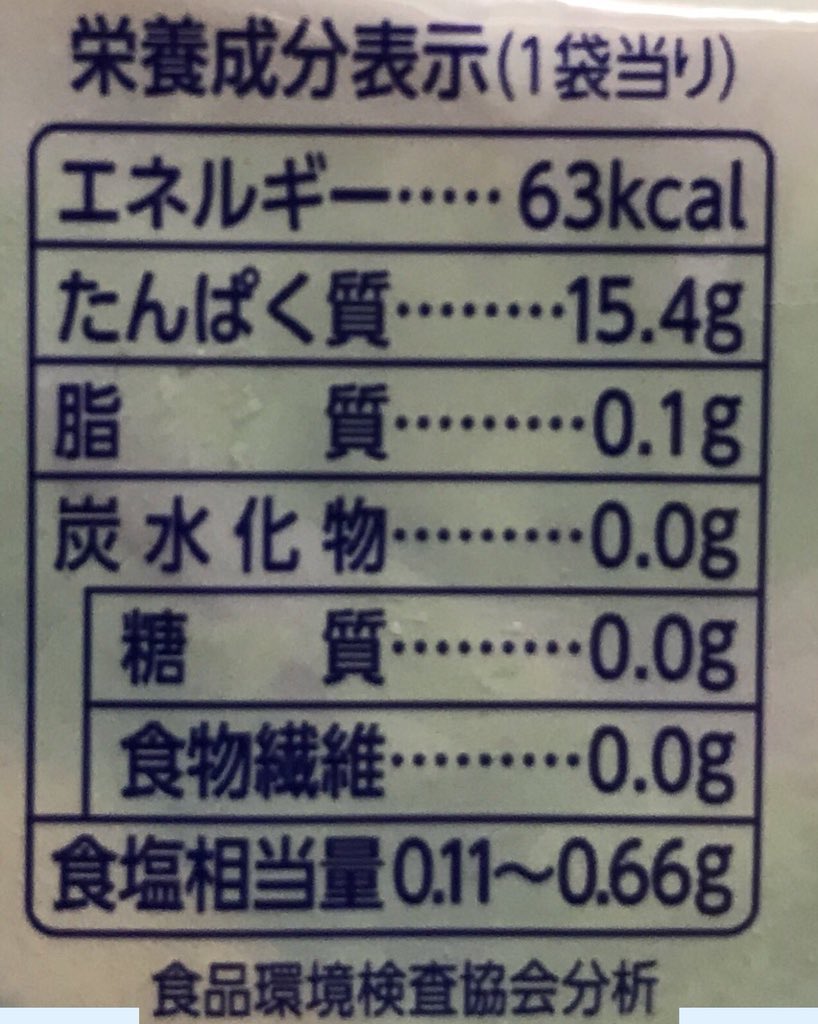 栄養成分表示(1袋当り)
エネルギー‥‥‥63kcal
たんぱく質‥‥‥‥15.4g
脂質‥‥‥‥‥0.1g
炭水化物‥‥‥‥‥0.0g
糖質‥‥‥‥‥0.0g
食物繊維‥‥‥‥‥0.0g
食塩相当量0.11〜0.66g
食品環境検査協会分析